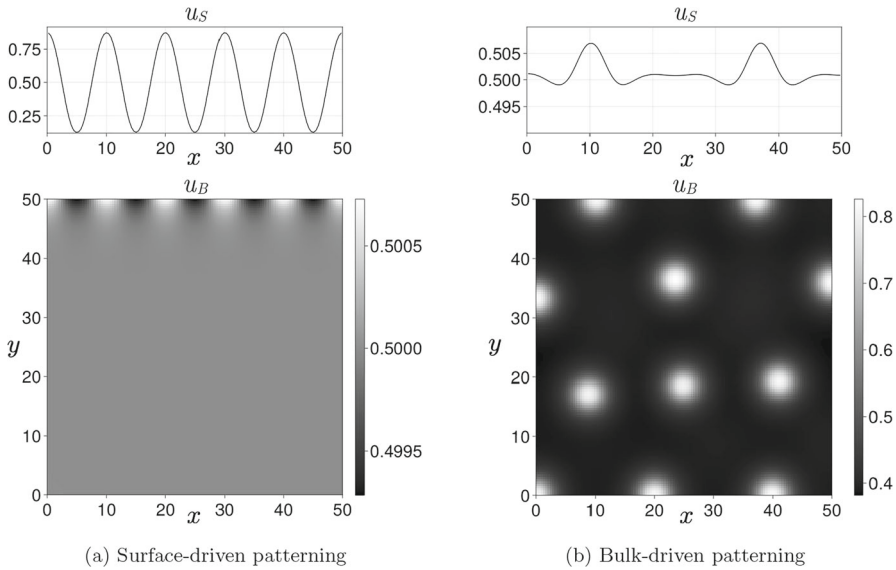 u_S
0.75
0.50
0.25
0 10 20 30 40 50
x
u_B
50
40
30
y
20
10
0
0 10 20 30 40 50
x
0.5005
0.5000
0.4995
(a) Surface-driven patterning
u_S
0.505
0.500
0.495
0 10 20 30 40 50
x
u_B
50
40
30
y
20
10
0
0 10 20 30 40 50
x
0.8
0.7
0.6
0.5
0.4
(b) Bulk-driven patterning